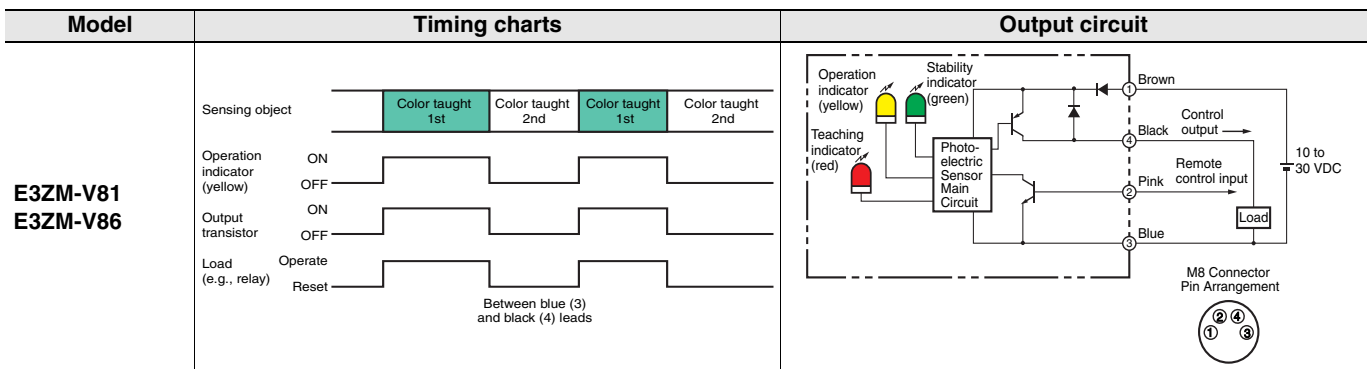 Model
Timing charts
Output circuit
E3ZM-V81
E3ZM-V86
Sensing object
Color taught
1st
Color taught
2nd
Color taught
1st
Color taught
2nd
Operation
indicator
(yellow)
ON
OFF
Output
transistor
ON
OFF
Load
(e.g., relay)
Operate
Reset
Between blue (3)
and black (4) leads
Operation
indicator
(yellow)
Stability
indicator
(green)
Teaching
indicator
(red)
Photo-
electric
Sensor
Main
Circuit
1
Brown
4
Black
Control
output
2
Pink
Remote
control input
3
Blue
Load
10 to
30 VDC
M8 Connector
Pin Arrangement
2 4
1 3